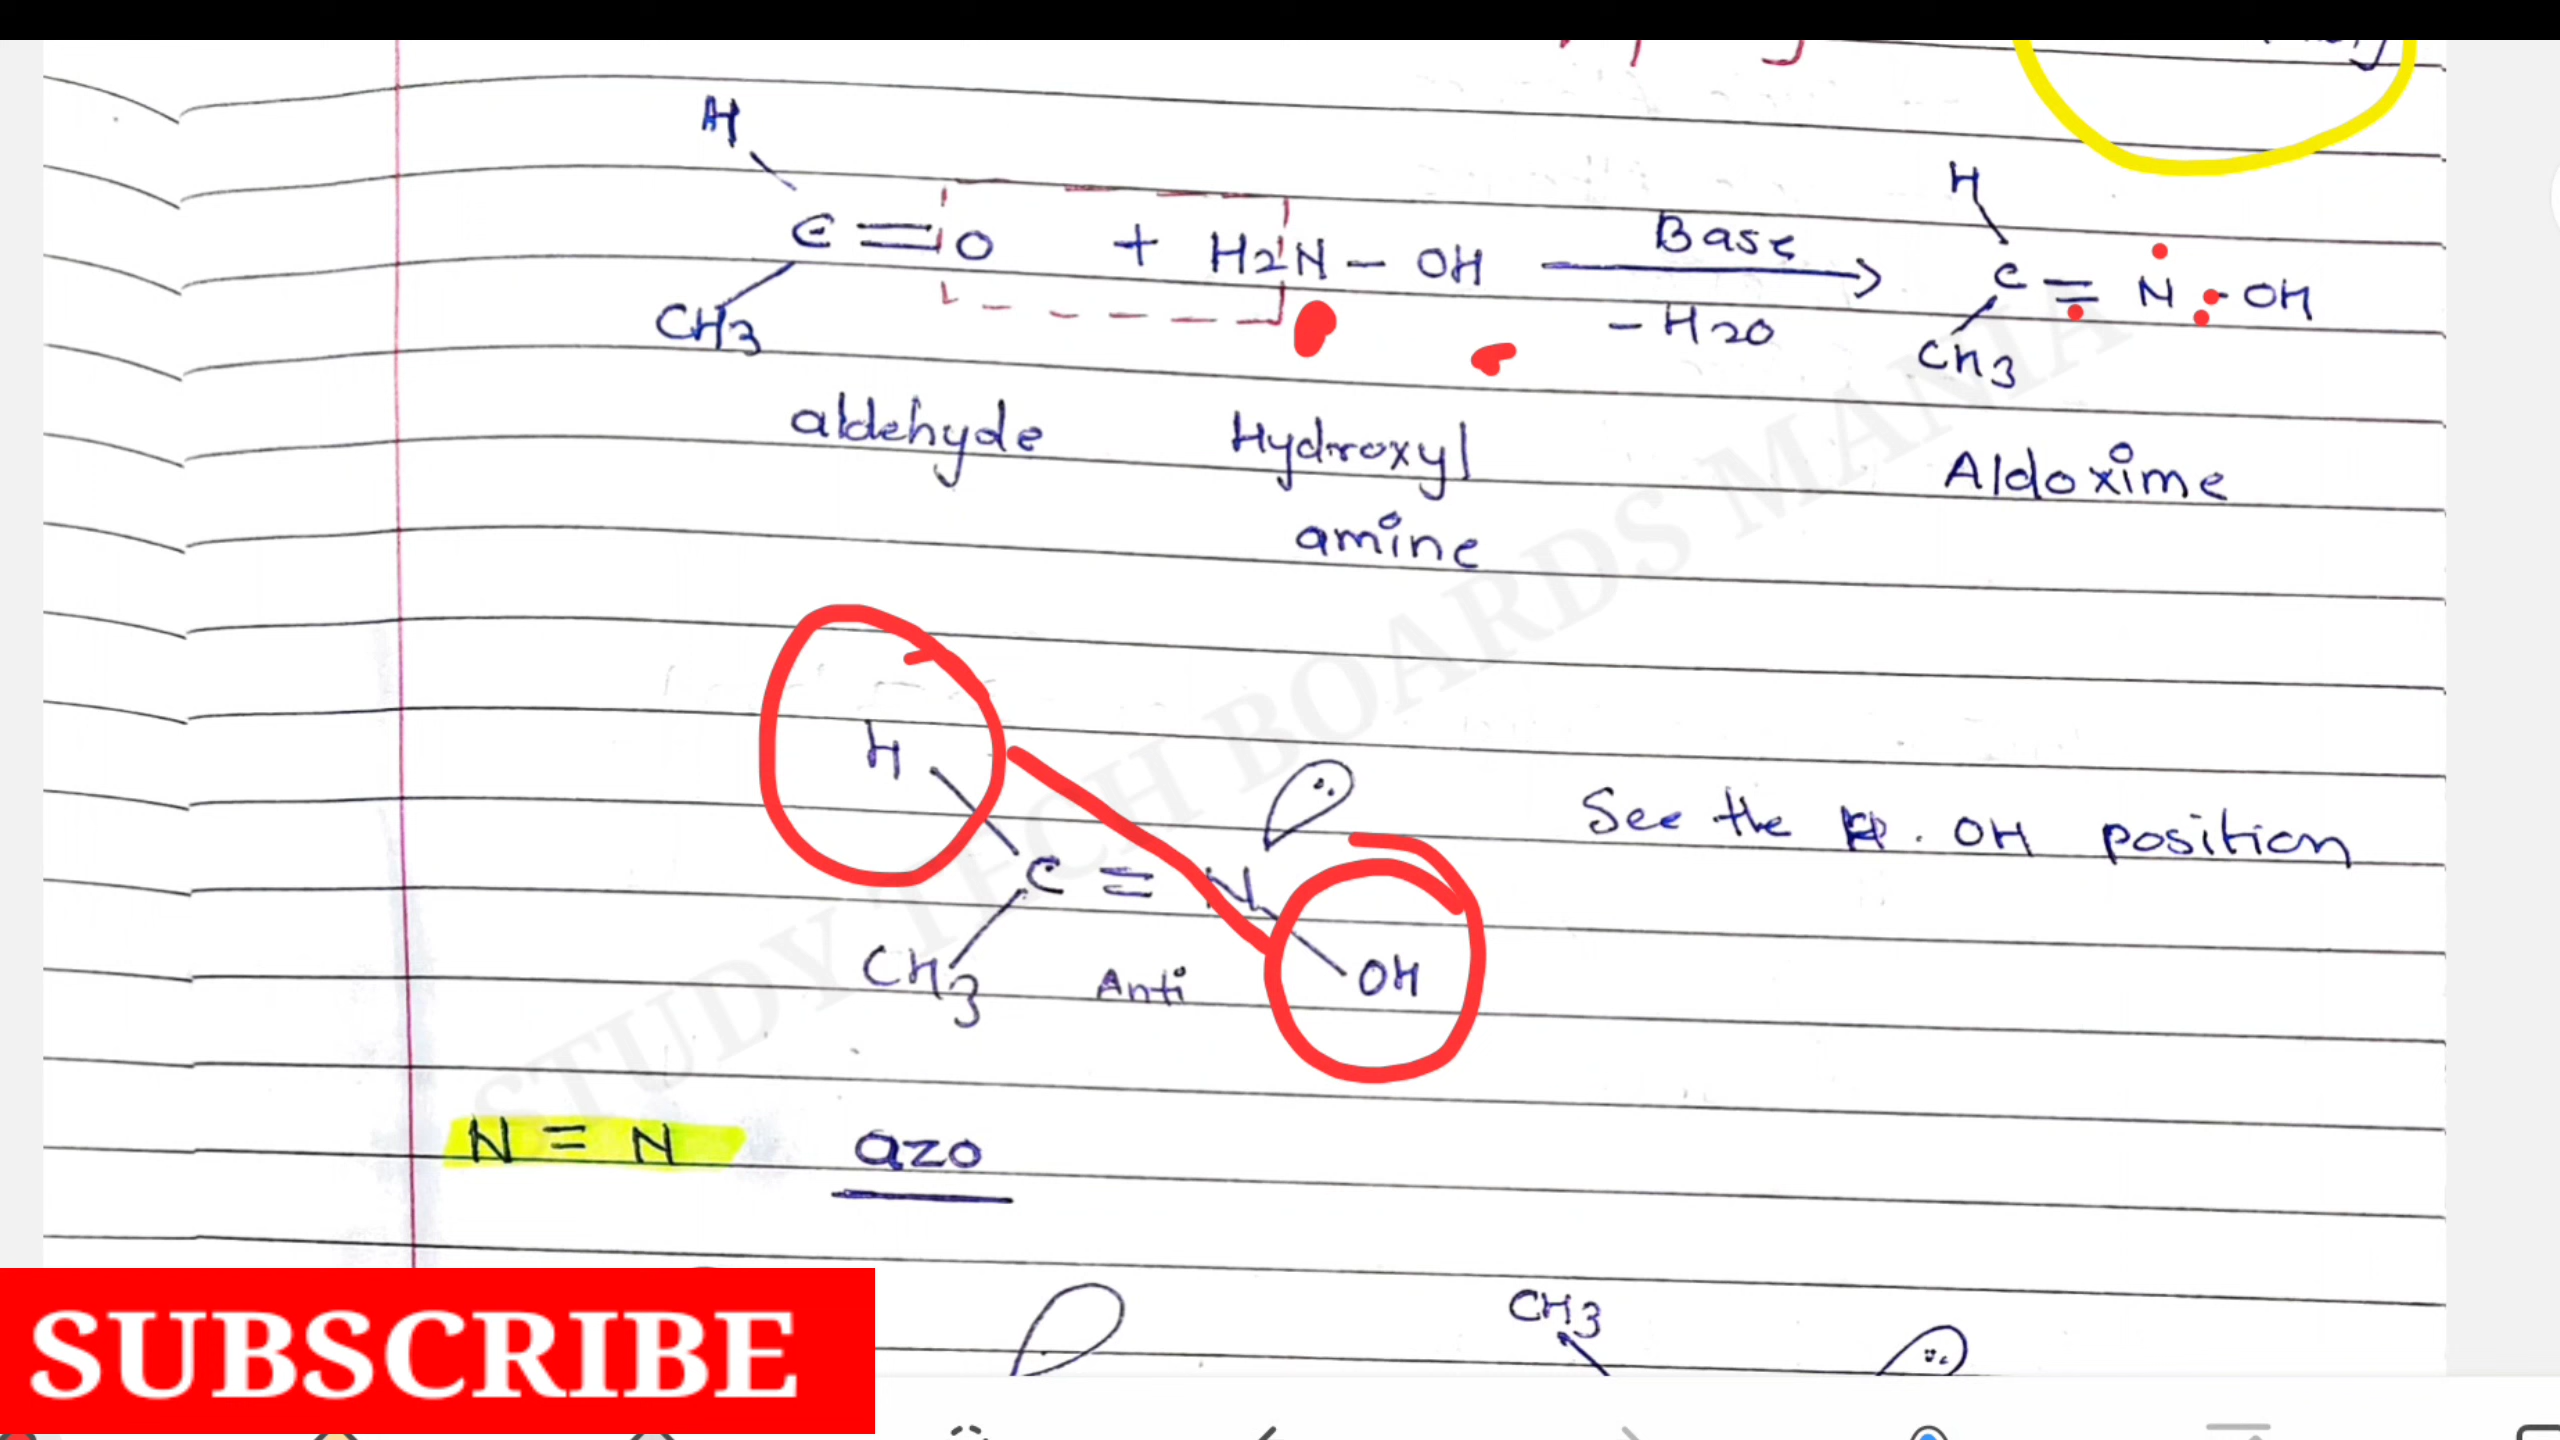 H
C = O + H2N - OH Base - H2O
CH3
H
C = N - OH
CH3
aldehyde Hydroxyl amine Aldoxime
H
C = N
CH3 Anti OH
See the OH position
STUDY TECH BOARDS MANIA
N = N azo
CH3
SUBSCRIBE